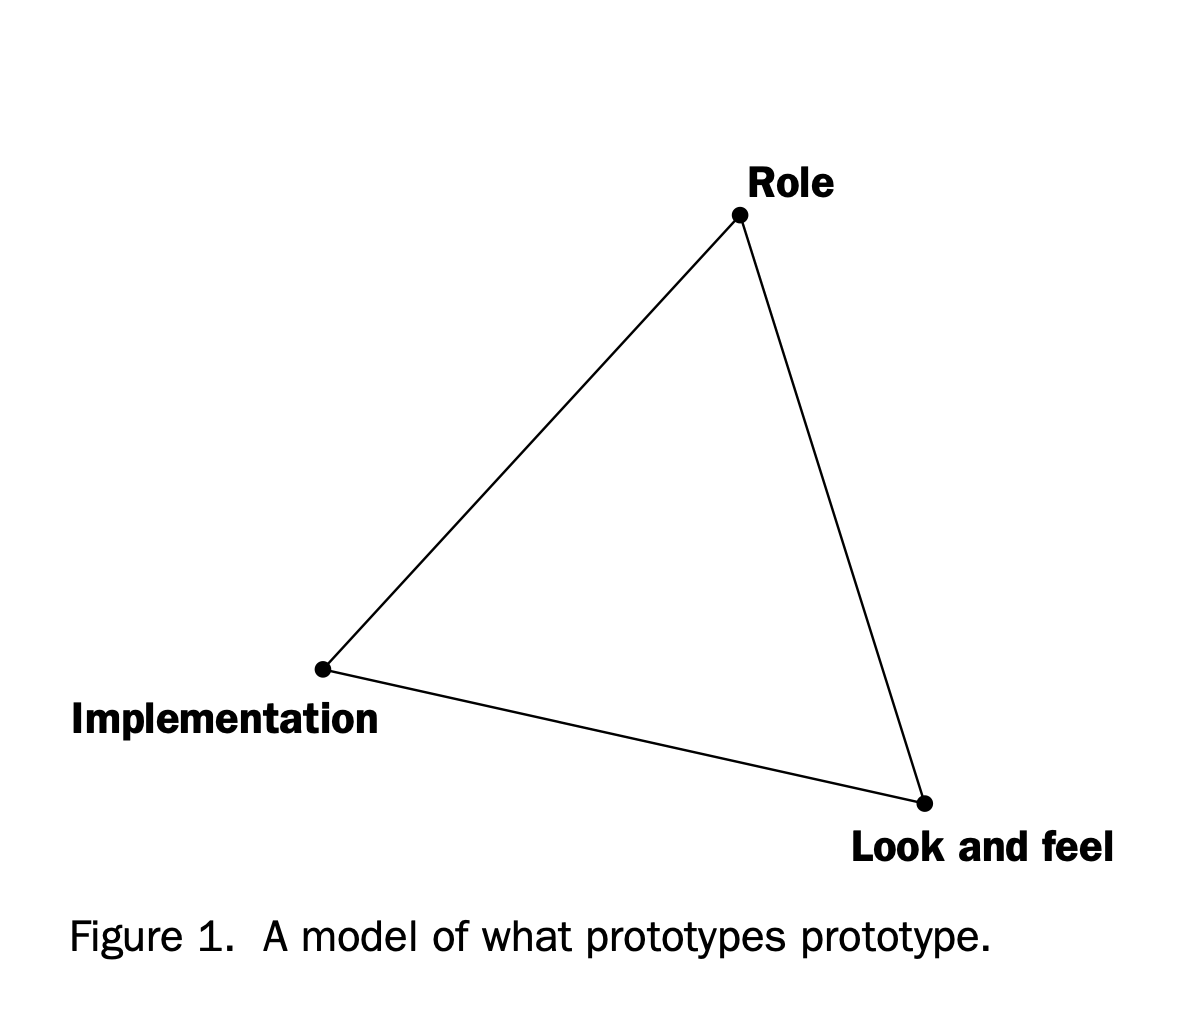 Role
Implementation
Look and feel
Figure 1. A model of what prototypes prototype.